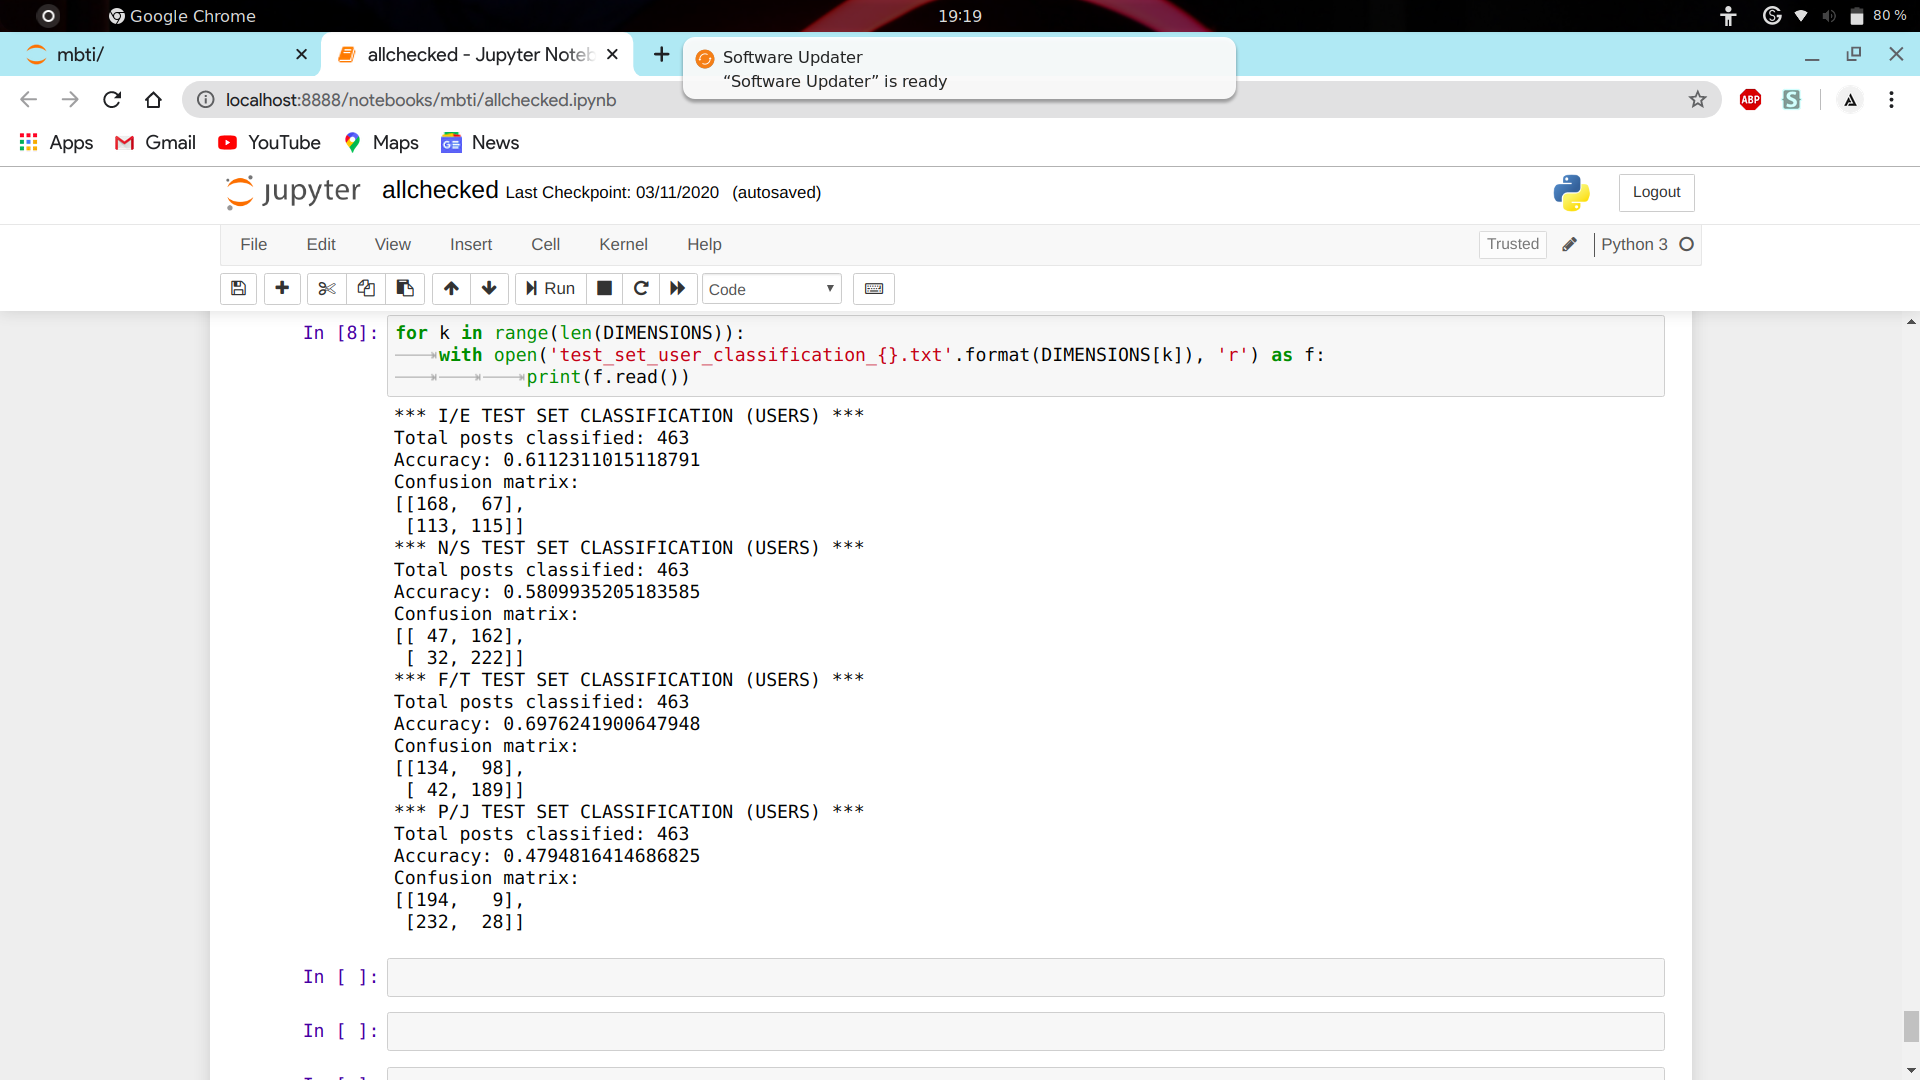 Google Chrome
19:19
80 %
mbti/
allchecked - Jupyter Noteb
Software Updater
“Software Updater” is ready
localhost:8888/notebooks/mbti/allchecked.ipynb
ABP
S
Apps
Gmail
YouTube
Maps
News
jupyter allchecked Last Checkpoint: 03/11/2020 (autosaved)
Logout
File Edit View Insert Cell Kernel Help
Trusted
Python 3
Run
Code
In [8]:
for k in range(len(DIMENSIONS)):
with open('test_set_user_classification_{}.txt'.format(DIMENSIONS[k]), 'r') as f:
print(f.read())
*** I/E TEST SET CLASSIFICATION (USERS) ***
Total posts classified: 463
Accuracy: 0.6112311015118791
Confusion matrix:
[[168,  67],
[113, 115]]
*** N/S TEST SET CLASSIFICATION (USERS) ***
Total posts classified: 463
Accuracy: 0.5809935205183585
Confusion matrix:
[[ 47, 162],
[ 32, 222]]
*** F/T TEST SET CLASSIFICATION (USERS) ***
Total posts classified: 463
Accuracy: 0.6976241900647948
Confusion matrix:
[[134,  98],
[ 42, 189]]
*** P/J TEST SET CLASSIFICATION (USERS) ***
Total posts classified: 463
Accuracy: 0.4794816414686825
Confusion matrix:
[[194,   9],
[232,  28]]
In [ ]:
In [ ]: